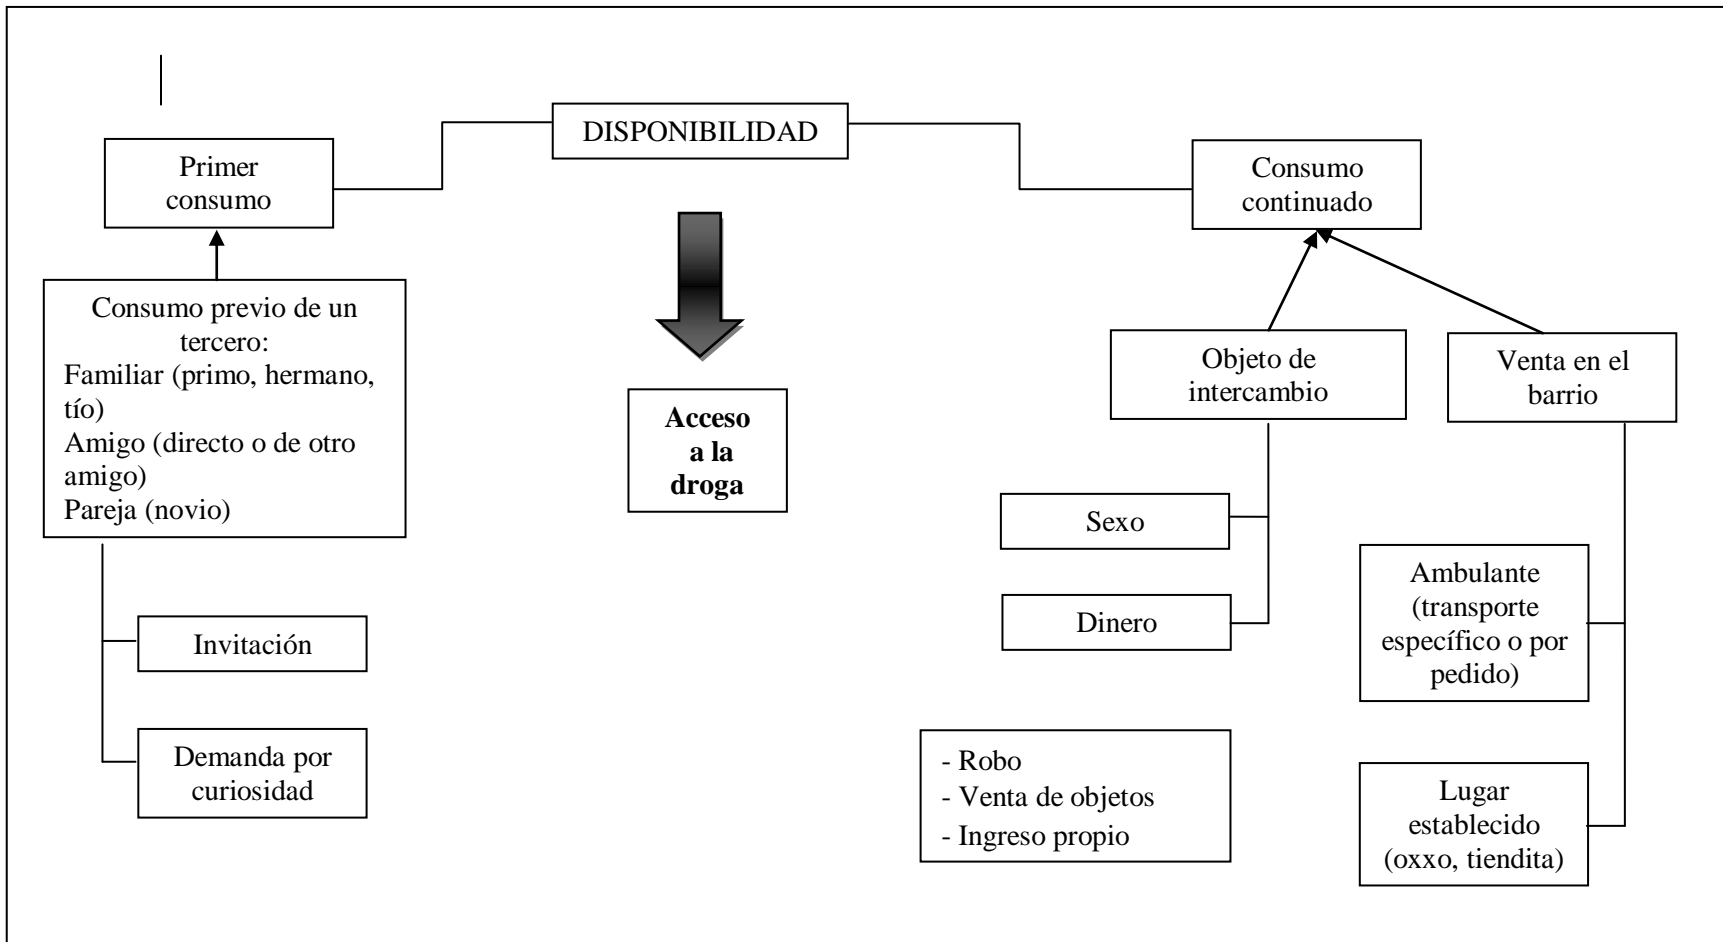 DISPONIBILIDAD
Primer
consumo
Consumo
continuado
Consumo previo de un
tercero:
Familiar (primo, hermano,
tío)
Amigo (directo o de otro
amigo)
Pareja (novio)
Invitación
Demanda por
curiosidad
Acceso
a la
droga
Objeto de
intercambio
Venta en el
barrio
Sexo
Dinero
- Robo
- Venta de objetos
- Ingreso propio
Ambulante
(transporte
específico o por
pedido)
Lugar
establecido
(oxxo, tiendita)